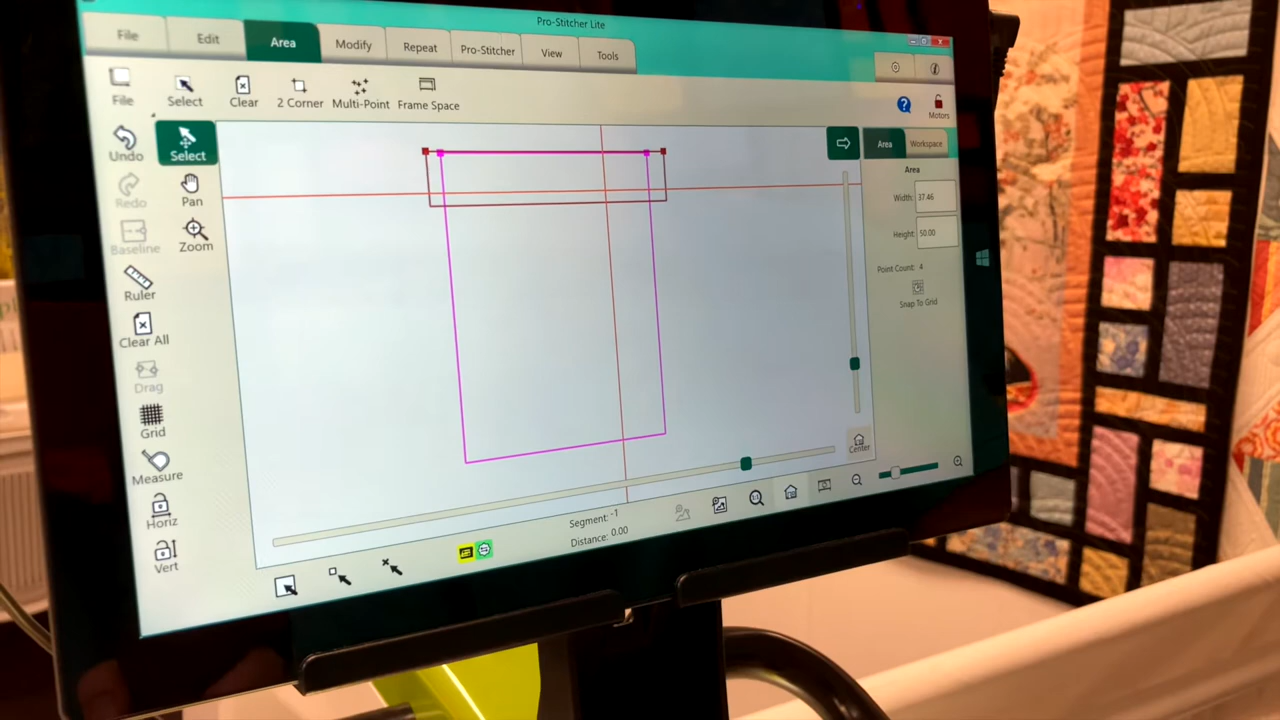 Pro-Stitcher Lite
File
Edit
Area
Modify
Repeat
Pro-Stitcher
View
Tools
File
Select
Clear
2 Corner
Multi-Point
Frame Space
Motors
Undo
Select
Redo
Pan
Baseline
Zoom
Ruler
Clear All
Drag
Grid
Measure
Horiz
Vert
Area
Workspace
Area
Width: 37.46
Height: 50.00
Point Count: 4
Snap To Grid
Center
Segment: -1
Distance: 0.00
1:1